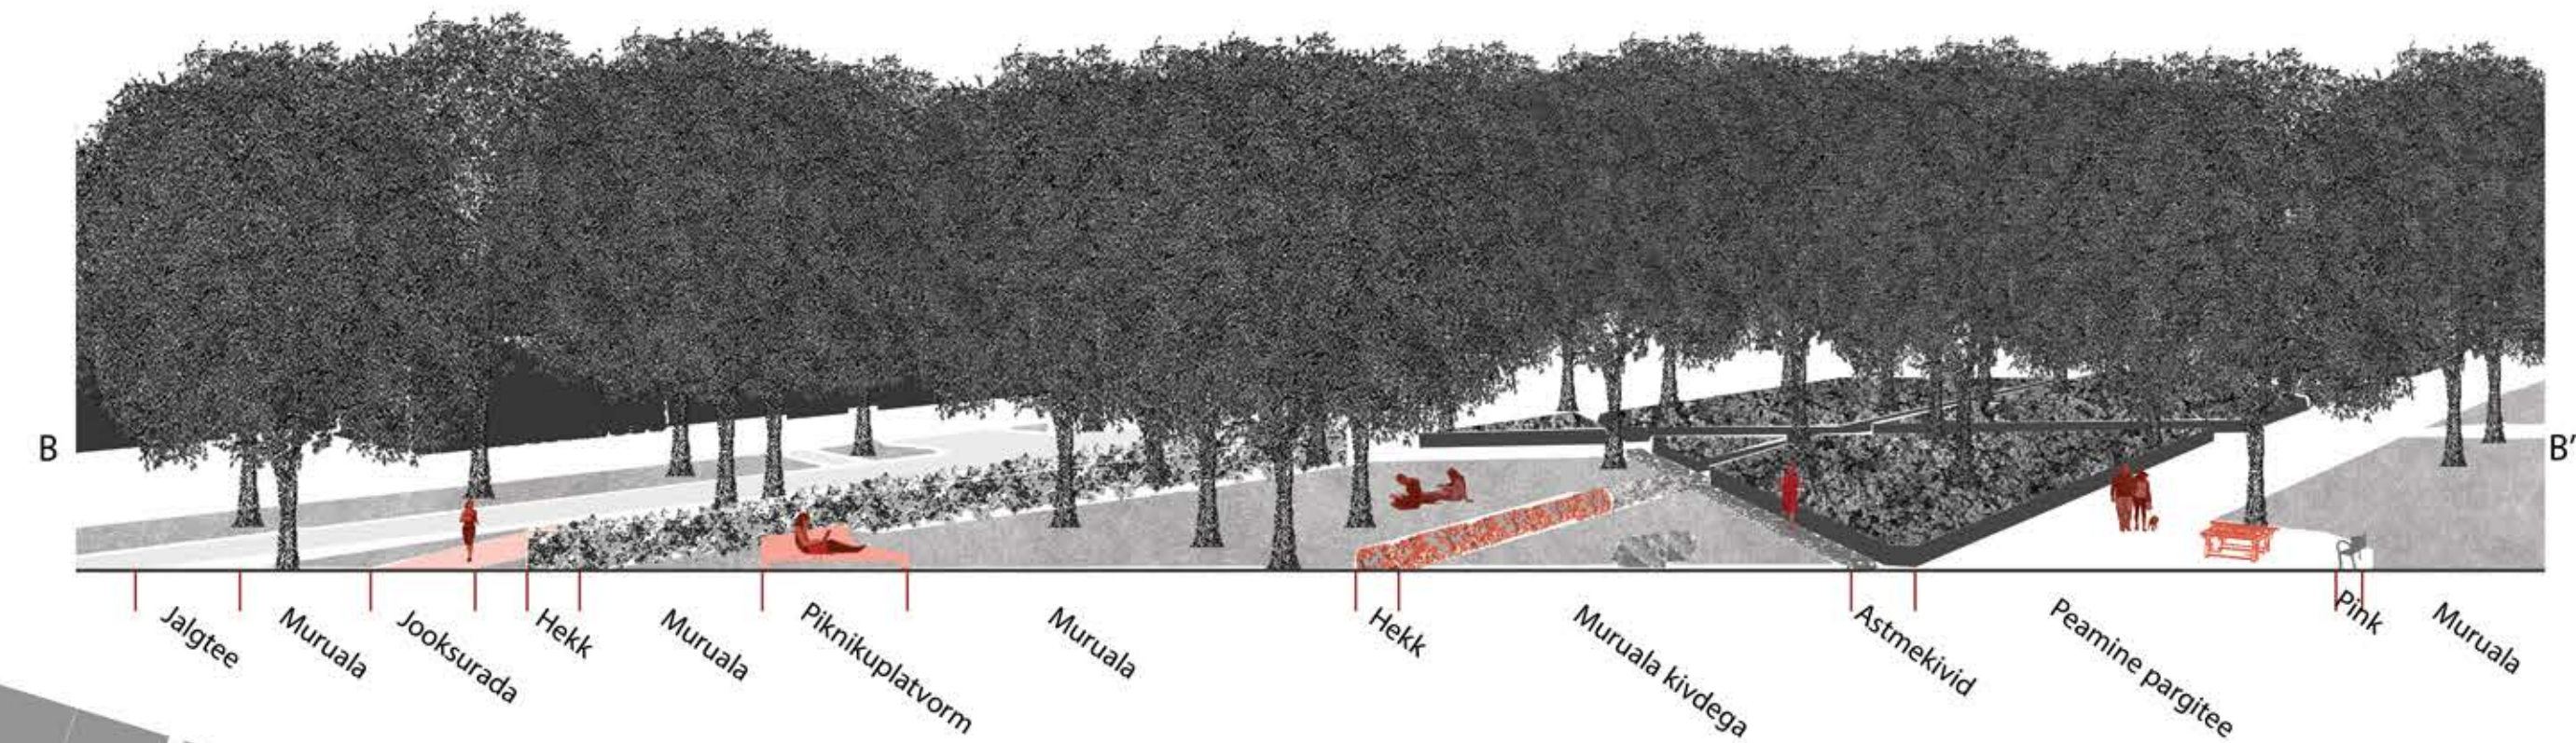 B
B'
Jalgtee
Muruala
Jooksurada
Hekk
Muruala
Piknikuplatvorm
Muruala
Hekk
Muruala kivdega
Astmekivid
Peamine pargitee
Pink
Muruala